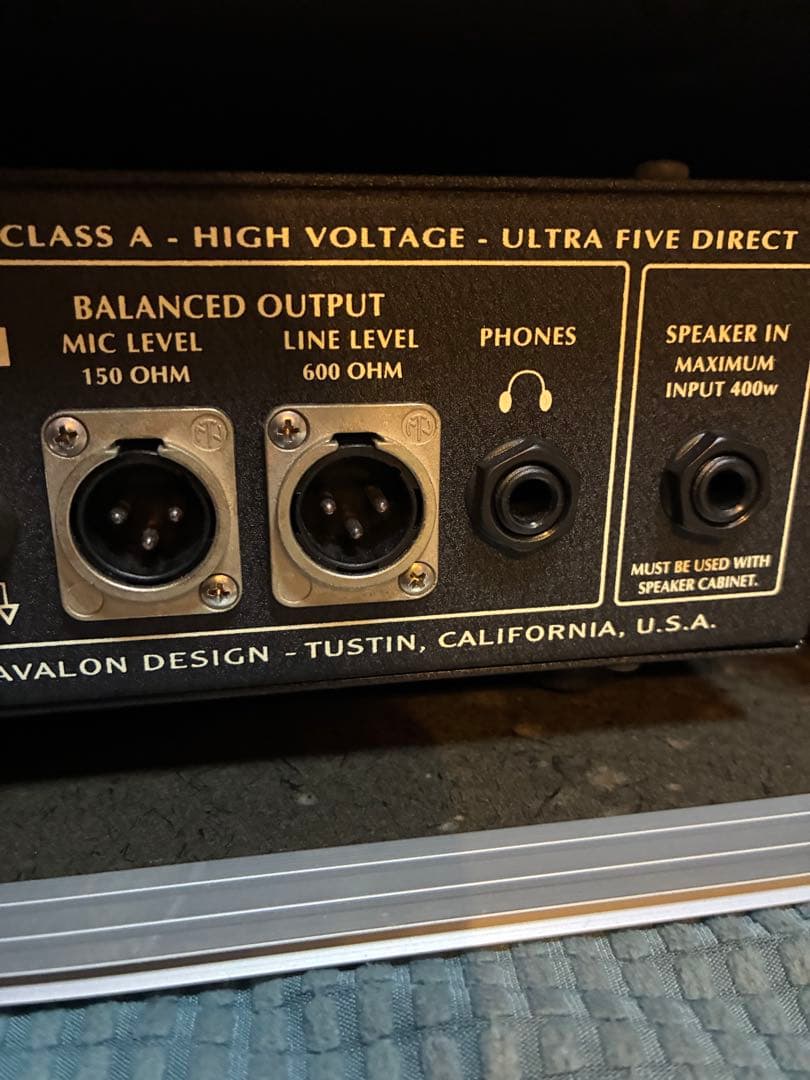 CLASS A - HIGH VOLTAGE - ULTRA FIVE DIRECT
BALANCED OUTPUT
MIC LEVEL
150 OHM
LINE LEVEL
600 OHM
PHONES
SPEAKER IN
MAXIMUM
INPUT 400w
MUST BE USED WITH
SPEAKER CABINET.
AVALON DESIGN - TUSTIN, CALIFORNIA, U.S.A.